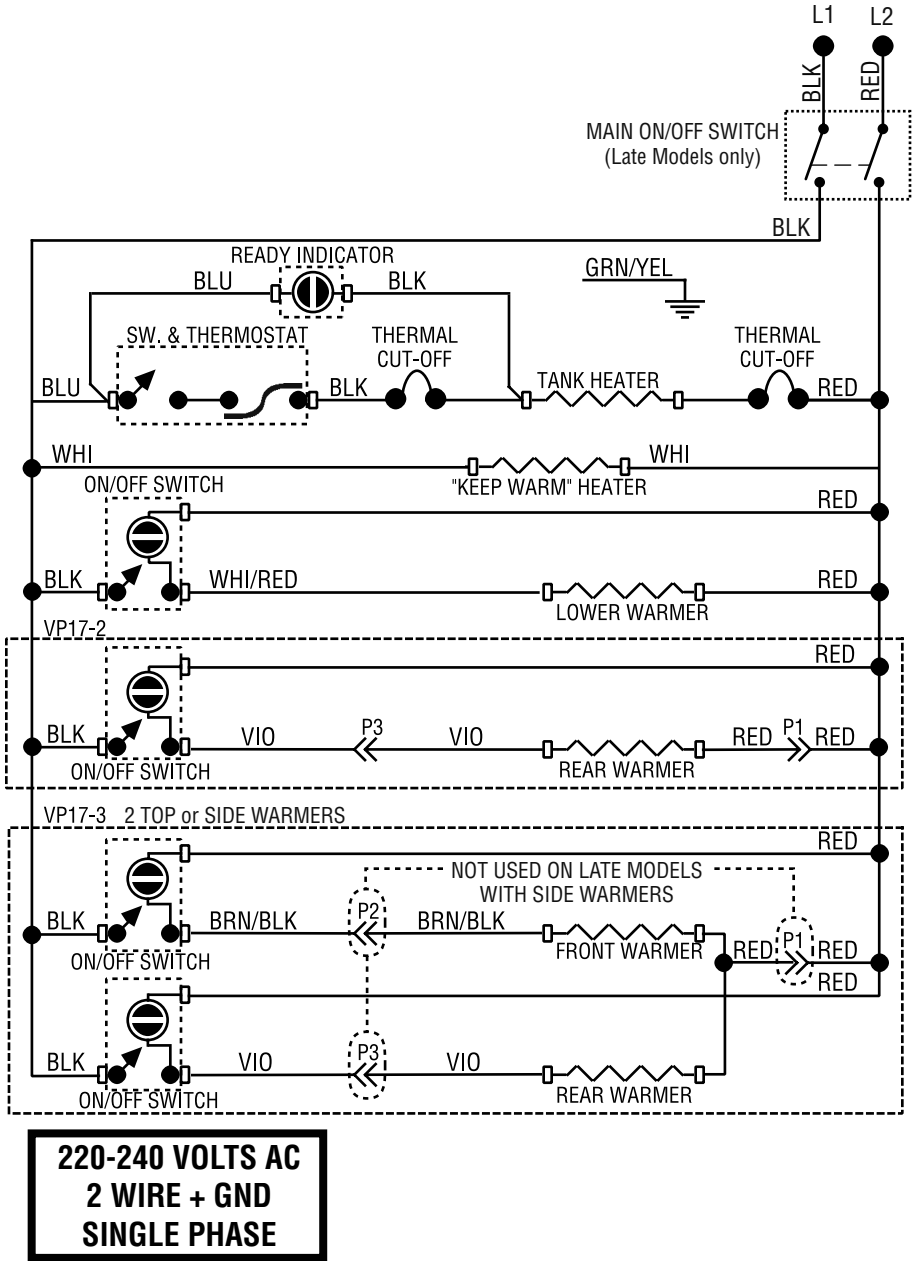 L1 L2
BLK RED
MAIN ON/OFF SWITCH
(Late Models only)
BLK
READY INDICATOR
BLU BLK
GRN/YEL
SW. & THERMOSTAT
THERMAL
CUT-OFF
THERMAL
CUT-OFF
BLU BLK TANK HEATER RED
WHI WHI
ON/OFF SWITCH
"KEEP WARM" HEATER
RED
BLK WHI/RED RED
LOWER WARMER
VP17-2
RED
BLK VIO P3 VIO RED P1 RED
ON/OFF SWITCH REAR WARMER
VP17-3 2 TOP or SIDE WARMERS
RED
NOT USED ON LATE MODELS
WITH SIDE WARMERS
BLK BRN/BLK P2 BRN/BLK
FRONT WARMER
RED P1 RED
ON/OFF SWITCH
RED
BLK VIO P3 VIO
ON/OFF SWITCH REAR WARMER
220-240 VOLTS AC
2 WIRE + GND
SINGLE PHASE